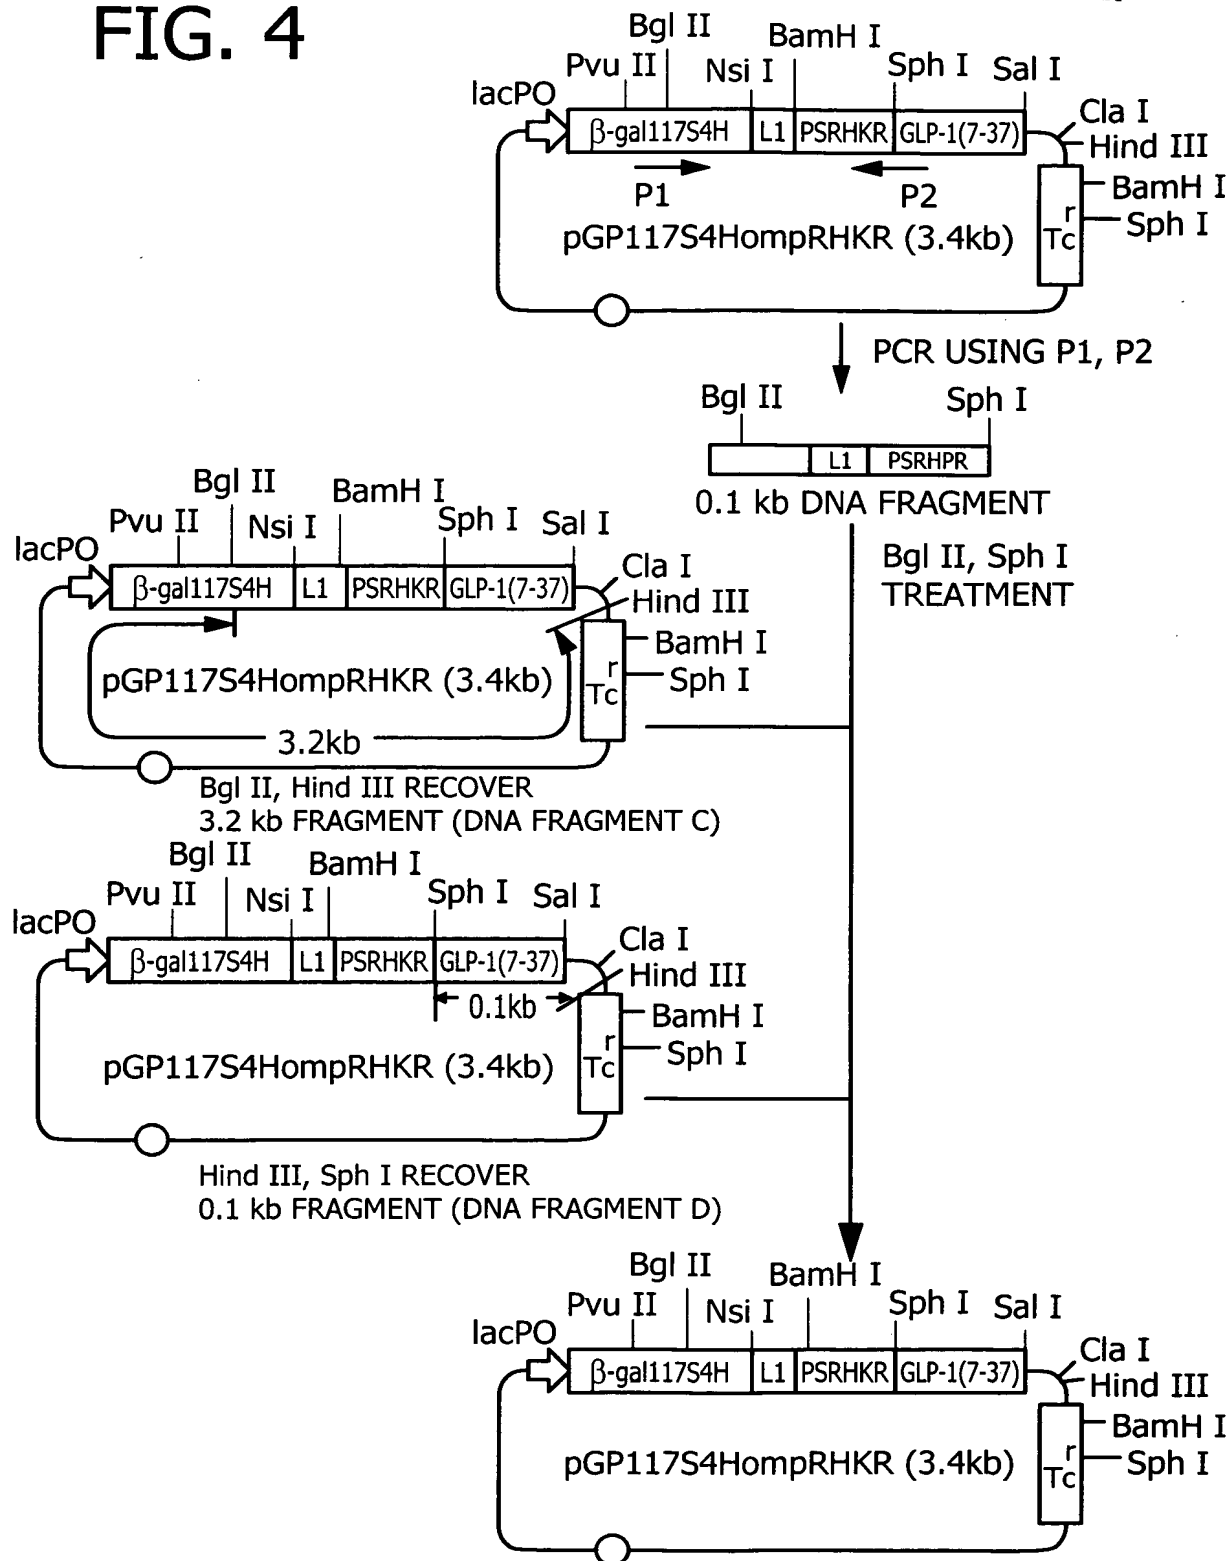 FIG. 4
Bgl II
BamH I
Pvu II
Nsi I
Sph I
Sal I
lacPO
Cla I
β-gal117S4H
L1
PSRHKR
GLP-1(7-37)
Hind III
P1
P2
BamH I
Tcr
Sph I
pGP117S4HompRHKR (3.4kb)
PCR USING P1, P2
Bgl II
Sph I
L1
PSRHPR
0.1 kb DNA FRAGMENT
Bgl II, Sph I
TREATMENT
Bgl II
BamH I
Pvu II
Nsi I
Sph I
Sal I
lacPO
Cla I
β-gal117S4H
L1
PSRHKR
GLP-1(7-37)
Hind III
BamH I
Tcr
Sph I
pGP117S4HompRHKR (3.4kb)
3.2kb
Bgl II, Hind III RECOVER
3.2 kb FRAGMENT (DNA FRAGMENT C)
Bgl II
BamH I
Pvu II
Nsi I
Sph I
Sal I
lacPO
Cla I
β-gal117S4H
L1
PSRHKR
GLP-1(7-37)
Hind III
0.1kb
BamH I
Tcr
Sph I
pGP117S4HompRHKR (3.4kb)
Hind III, Sph I RECOVER
0.1 kb FRAGMENT (DNA FRAGMENT D)
Bgl II
BamH I
Pvu II
Nsi I
Sph I
Sal I
lacPO
Cla I
β-gal117S4H
L1
PSRHKR
GLP-1(7-37)
Hind III
BamH I
Tcr
Sph I
pGP117S4HompRHKR (3.4kb)